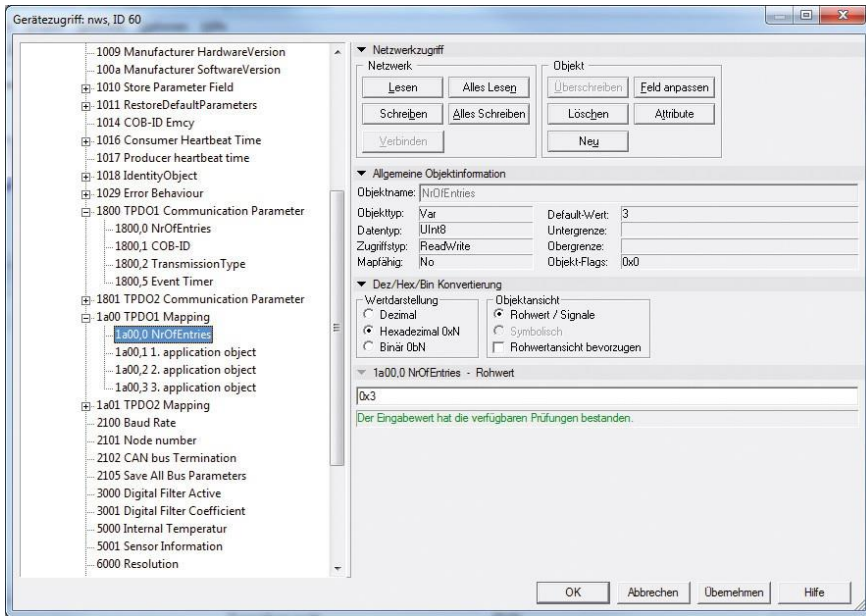 Gerätezugriff: nws, ID 60
1009 Manufacturer HardwareVersion
100a Manufacturer SoftwareVersion
1010 Store Parameter Field
1011 RestoreDefaultParameters
1014 COB-ID Emcy
1016 Consumer Heartbeat Time
1017 Producer heartbeat time
1018 IdentityObject
1029 Error Behaviour
1800 TPDO1 Communication Parameter
1800,0 NrOfEntries
1800,1 COB-ID
1800,2 TransmissionType
1800,5 Event Timer
1801 TPDO2 Communication Parameter
1a00 TPDO1 Mapping
1a00,0 NrOfEntries
1a00,1 1. application object
1a00,2 2. application object
1a00,3 3. application object
1a01 TPDO2 Mapping
2100 Baud Rate
2101 Node number
2102 CAN bus Termination
2105 Save All Bus Parameters
3000 Digital Filter Active
3001 Digital Filter Coefficient
5000 Internal Temperatur
5001 Sensor Information
6000 Resolution
Netzwerkzugriff
Netzwerk
Lesen Alles Lesen
Schreiben Alles Schreiben
Verbinden
Objekt
Überschreiben Feld anpassen
Löschen Attribute
Neu
Allgemeine Objektinformation
Objektname: NrOfEntries
Objekttyp: Var Default-Wert: 3
Datentyp: UInt8 Untergrenze:
Zugriffstyp: ReadWrite Obergrenze:
Mapfähig: No Objekt-Flags: 0x0
Dez/Hex/Bin Konvertierung
Wertdarstellung
Dezimal
Hexadezimal 0xN
Binär 0bN
Objektansicht
Rohwert / Signale
Symbolisch
Rohwertansicht bevorzugen
1a00,0 NrOfEntries - Rohwert
0x3
Der Eingabewert hat die verfügbaren Prüfungen bestanden.
OK Abbrechen Übernehmen Hilfe